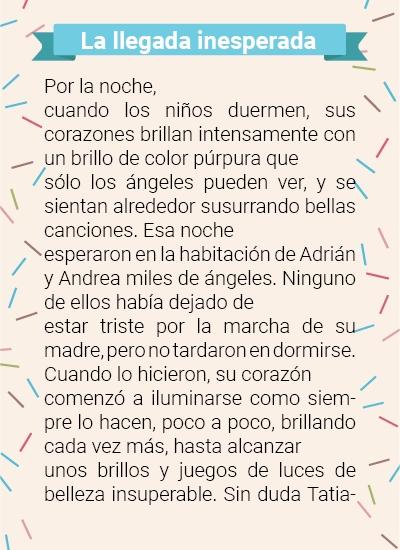 La llegada inesperada
Por la noche,
cuando los niños duermen, sus
corazones brillan intensamente con
un brillo de color púrpura que
sólo los ángeles pueden ver, y se
sientan alrededor susurrando bellas
canciones. Esa noche
esperaron en la habitación de Adrián
y Andrea miles de ángeles. Ninguno
de ellos había dejado de
estar triste por la marcha de su
madre, pero no tardaron en dormirse.
Cuando lo hicieron, su corazón
comenzó a iluminarse como siem-
pre lo hacen, poco a poco, brillando
cada vez más, hasta alcanzar
unos brillos y juegos de luces de
belleza insuperable. Sin duda Tatia-